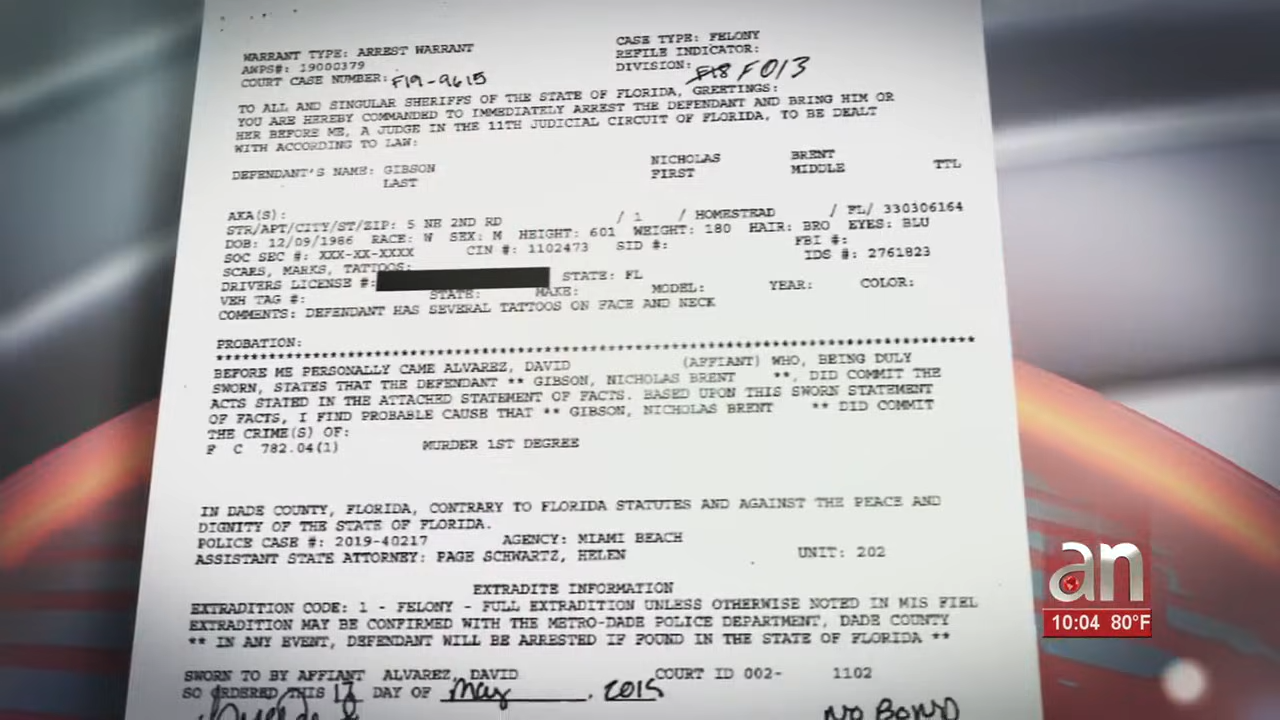 WARRANT TYPE: ARREST WARRANT CASE TYPE: FELONY
AWPS#: 19000379 REFILE INDICATOR:
COURT CASE NUMBER: F19-9615 DIVISION: F18 F013
TO ALL AND SINGULAR SHERIFFS OF THE STATE OF FLORIDA, GREETINGS:
YOU ARE HEREBY COMMANDED TO IMMEDIATELY ARREST THE DEFENDANT AND BRING HIM OR
HER BEFORE ME, A JUDGE IN THE 11TH JUDICIAL CIRCUIT OF FLORIDA, TO BE DEALT
WITH ACCORDING TO LAW:
DEFENDANT'S NAME: GIBSON NICHOLAS BRENT
LAST FIRST MIDDLE TTL
AKA(S):
STR/APT/CITY/ST/ZIP: 5 NE 2ND RD / 1 / HOMESTEAD / FL/ 330306164
DOB: 12/09/1986 RACE: W SEX: M HEIGHT: 601 WEIGHT: 180 HAIR: BRO EYES: BLU
SOC SEC #: XXX-XX-XXXX CIN #: 1102473 SID #: FBI #:
SCARS, MARKS, TATTOOS: IDS #: 2761823
DRIVERS LICENSE #: STATE: FL
VEH TAG #: STATE: MAKE: MODEL: YEAR: COLOR:
COMMENTS: DEFENDANT HAS SEVERAL TATTOOS ON FACE AND NECK
PROBATION:
BEFORE ME PERSONALLY CAME ALVAREZ, DAVID (AFFIANT) WHO, BEING DULY
SWORN, STATES THAT THE DEFENDANT ** GIBSON, NICHOLAS BRENT **, DID COMMIT THE
ACTS STATED IN THE ATTACHED STATEMENT OF FACTS. BASED UPON THIS SWORN STATEMENT
OF FACTS, I FIND PROBABLE CAUSE THAT ** GIBSON, NICHOLAS BRENT ** DID COMMIT
THE CRIME(S) OF:
F C 782.04(1) MURDER 1ST DEGREE
IN DADE COUNTY, FLORIDA, CONTRARY TO FLORIDA STATUTES AND AGAINST THE PEACE AND
DIGNITY OF THE STATE OF FLORIDA.
POLICE CASE #: 2019-40217 AGENCY: MIAMI BEACH
ASSISTANT STATE ATTORNEY: PAGE SCHWARTZ, HELEN UNIT: 202
EXTRADITE INFORMATION
EXTRADITION CODE: 1 - FELONY - FULL EXTRADITION UNLESS OTHERWISE NOTED IN MIS FIEL
EXTRADITION MAY BE CONFIRMED WITH THE METRO-DADE POLICE DEPARTMENT, DADE COUNTY
** IN ANY EVENT, DEFENDANT WILL BE ARRESTED IF FOUND IN THE STATE OF FLORIDA **
SWORN TO BY AFFIANT ALVAREZ, DAVID COURT ID 002- 1102
SO ORDERED THIS 17 DAY OF May, 2015
NO BOND
an
10:04 80°F